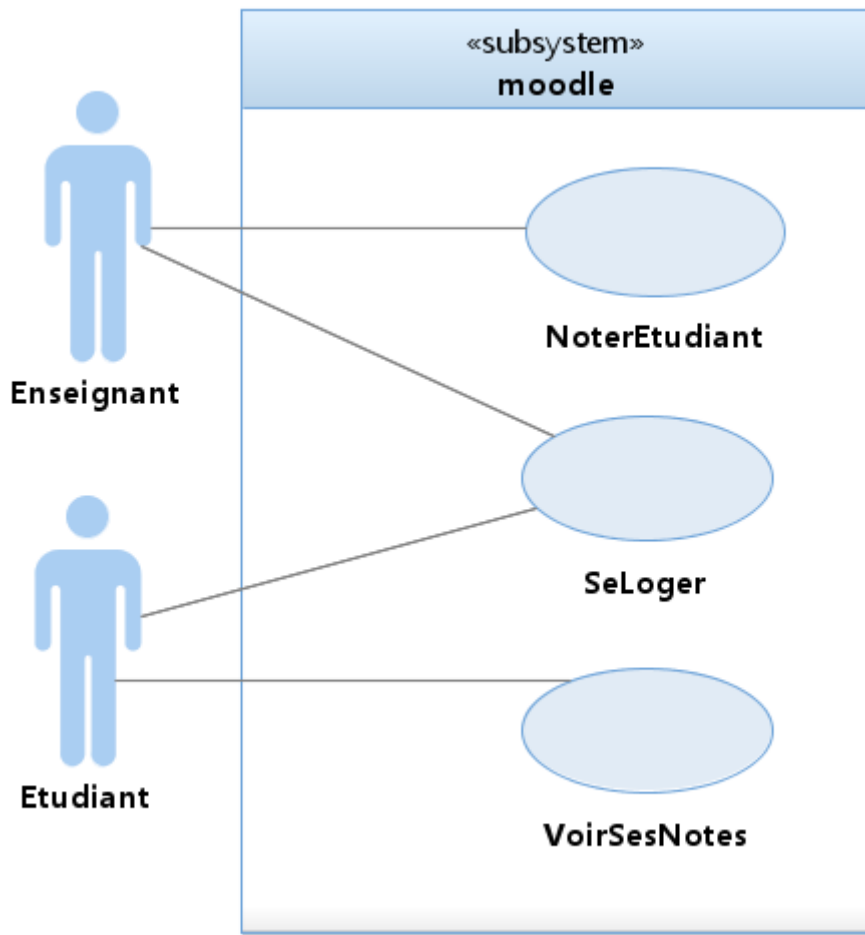 «subsystem»
moodle
NoterEtudiant
Enseignant
SeLoger
Etudiant
VoirSesNotes